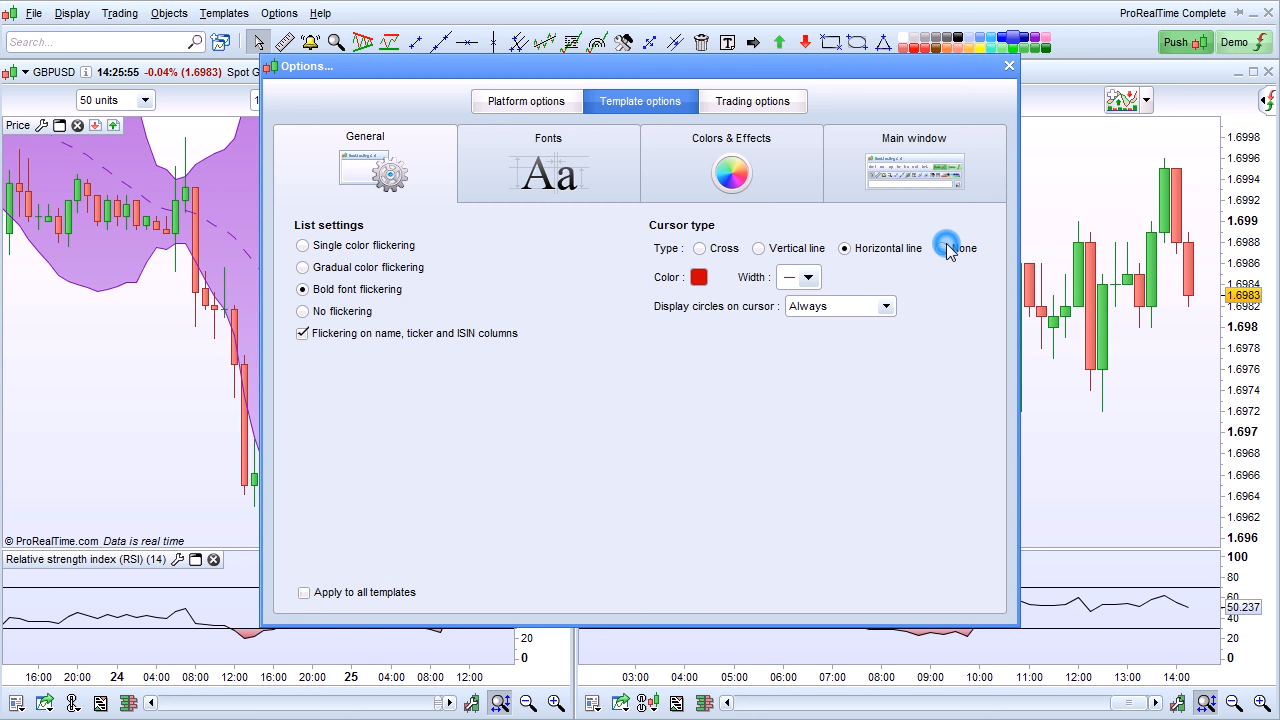 File Display Trading Objects Templates Options Help
ProRealTime Complete
Search...
Push
Demo
GBPUSD 14:25:55 -0.04% (1.6983) Spot G
Options...
50 units
1
Platform options Template options Trading options
Price
General Fonts Colors & Effects Main window
Aa
List settings
Single color flickering
Gradual color flickering
Bold font flickering
No flickering
Flickering on name, ticker and ISIN columns
Cursor type
Type : Cross Vertical line Horizontal line None
Color : Width :
Display circles on cursor : Always
Apply to all templates
1.6998
1.6996
1.6994
1.6992
1.699
1.6988
1.6986
1.6984
1.6983
1.6982
1.698
1.6978
1.6976
1.6974
1.6972
1.697
1.6968
1.6966
1.6964
1.6962
1.696
© ProRealTime.com Data is real time
Relative strength index (RSI) (14)
100
80
60
50.237
40
20
0
20
0
16:00 20:00 24 04:00 08:00 12:00 16:00 20:00 25 04:00 08:00 12:00
03:00 04:00 05:00 06:00 07:00 08:00 09:00 10:00 11:00 12:00 13:00 14:00